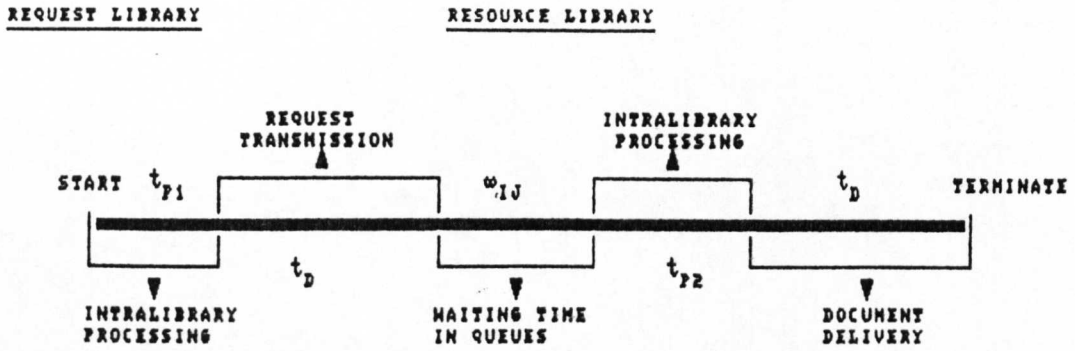 REQUEST LIBRARY
RESOURCE LIBRARY
REQUEST
TRANSMISSION
INTRALIBRARY
PROCESSING
START
t_P1
ω_IJ
t_D
TERMINATE
t_D
t_P2
INTRALIBRARY
PROCESSING
WAITING TIME
IN QUEUES
DOCUMENT
DELIVERY